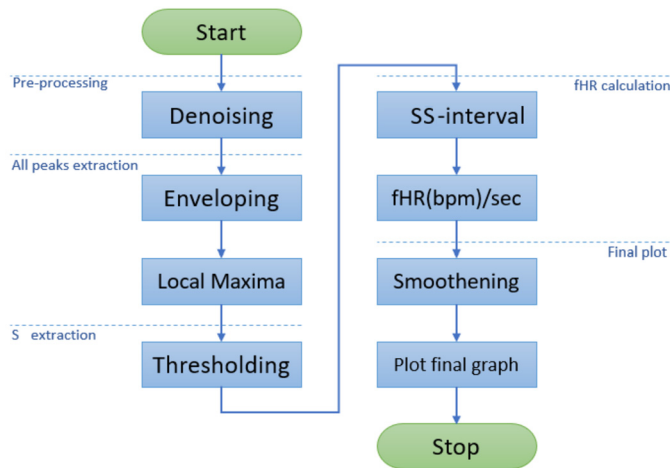 Start
Pre-processing
Denoising
All peaks extraction
Enveloping
Local Maxima
S extraction
Thresholding
fHR calculation
SS-interval
fHR(bpm)/sec
Final plot
Smoothening
Plot final graph
Stop